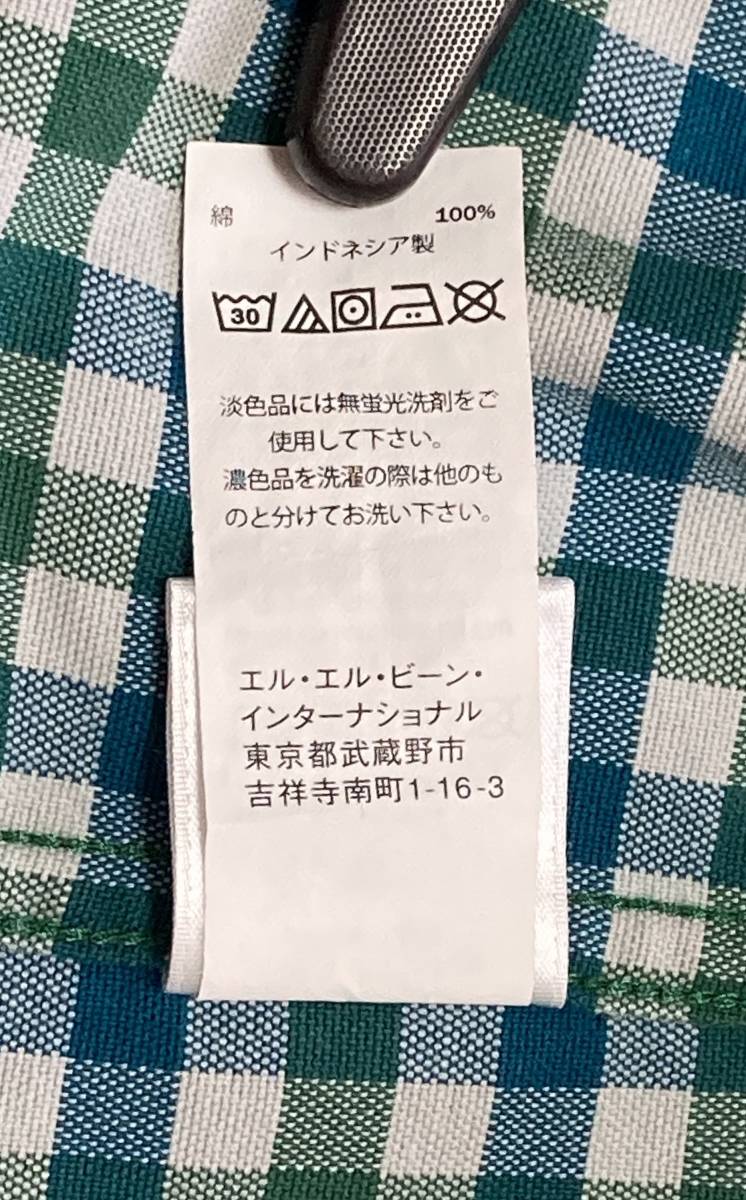 綿 100%
インドネシア製
30
淡色品には無蛍光洗剤をご
使用して下さい。
濃色品を洗濯の際は他のも
のと分けてお洗い下さい。
エル・エル・ビーン・
インターナショナル
東京都武蔵野市
吉祥寺南町1-16-3